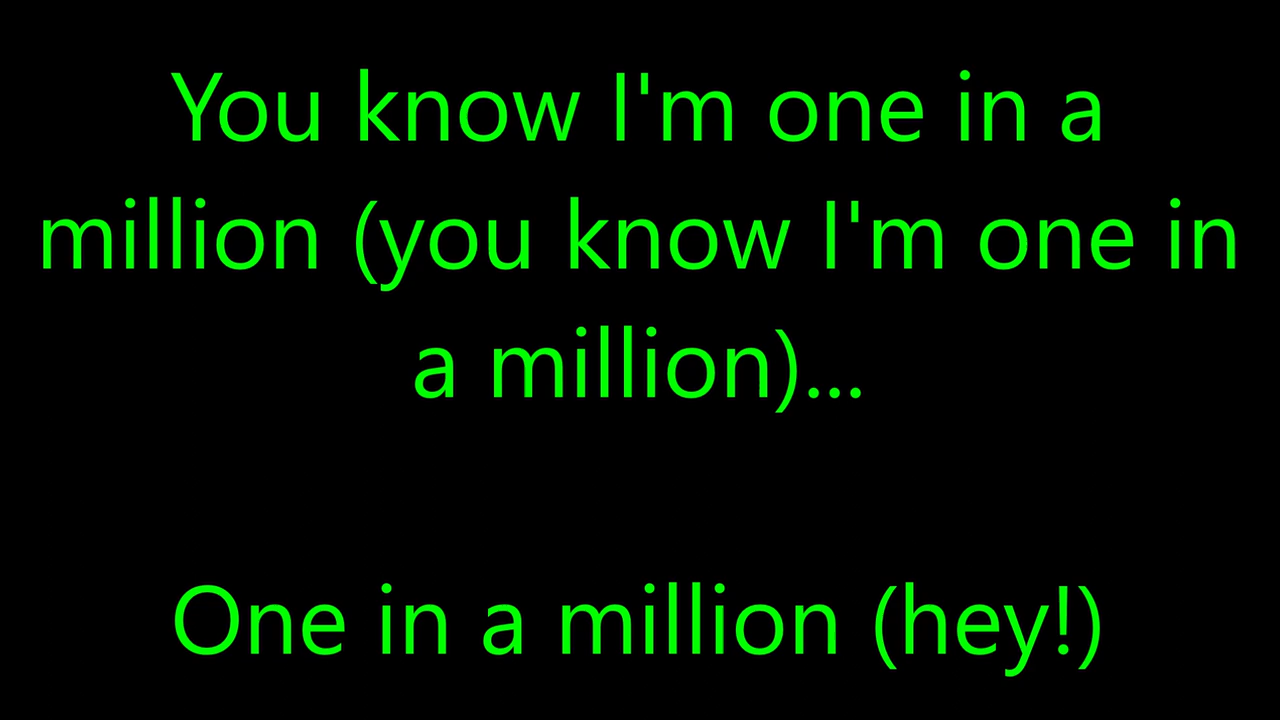 You know I'm one in a
million (you know I'm one in
a million)...
One in a million (hey!)